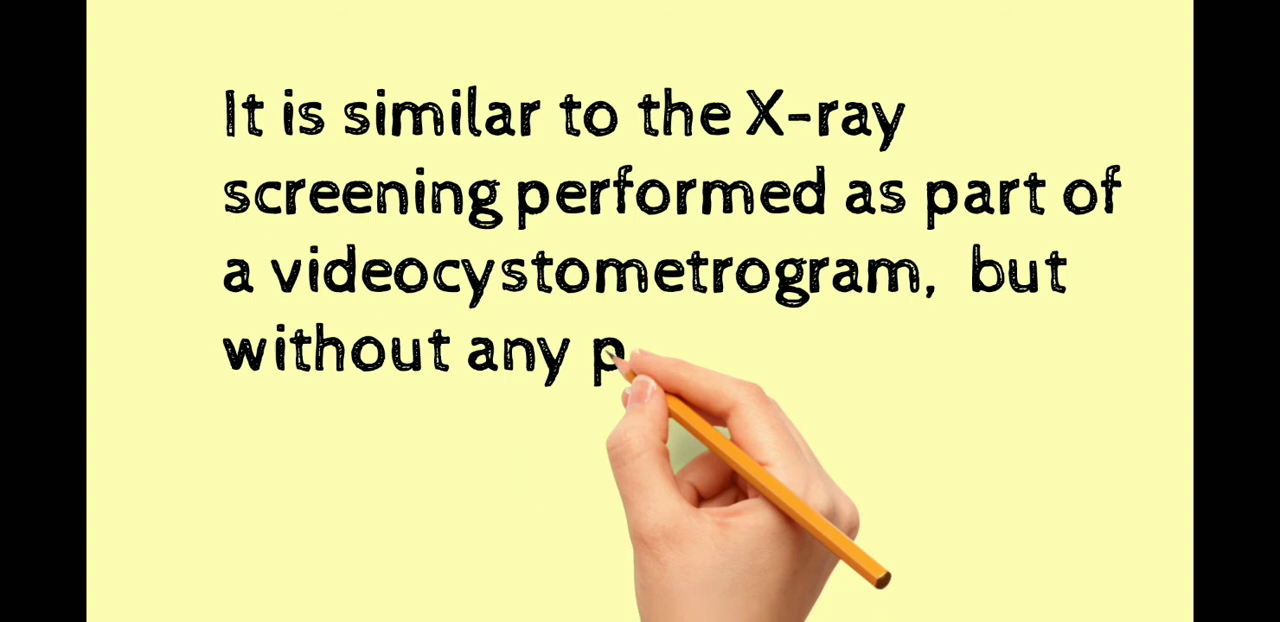 It is similar to the X-ray
screening performed as part of
a videocystometrogram, but
without any p